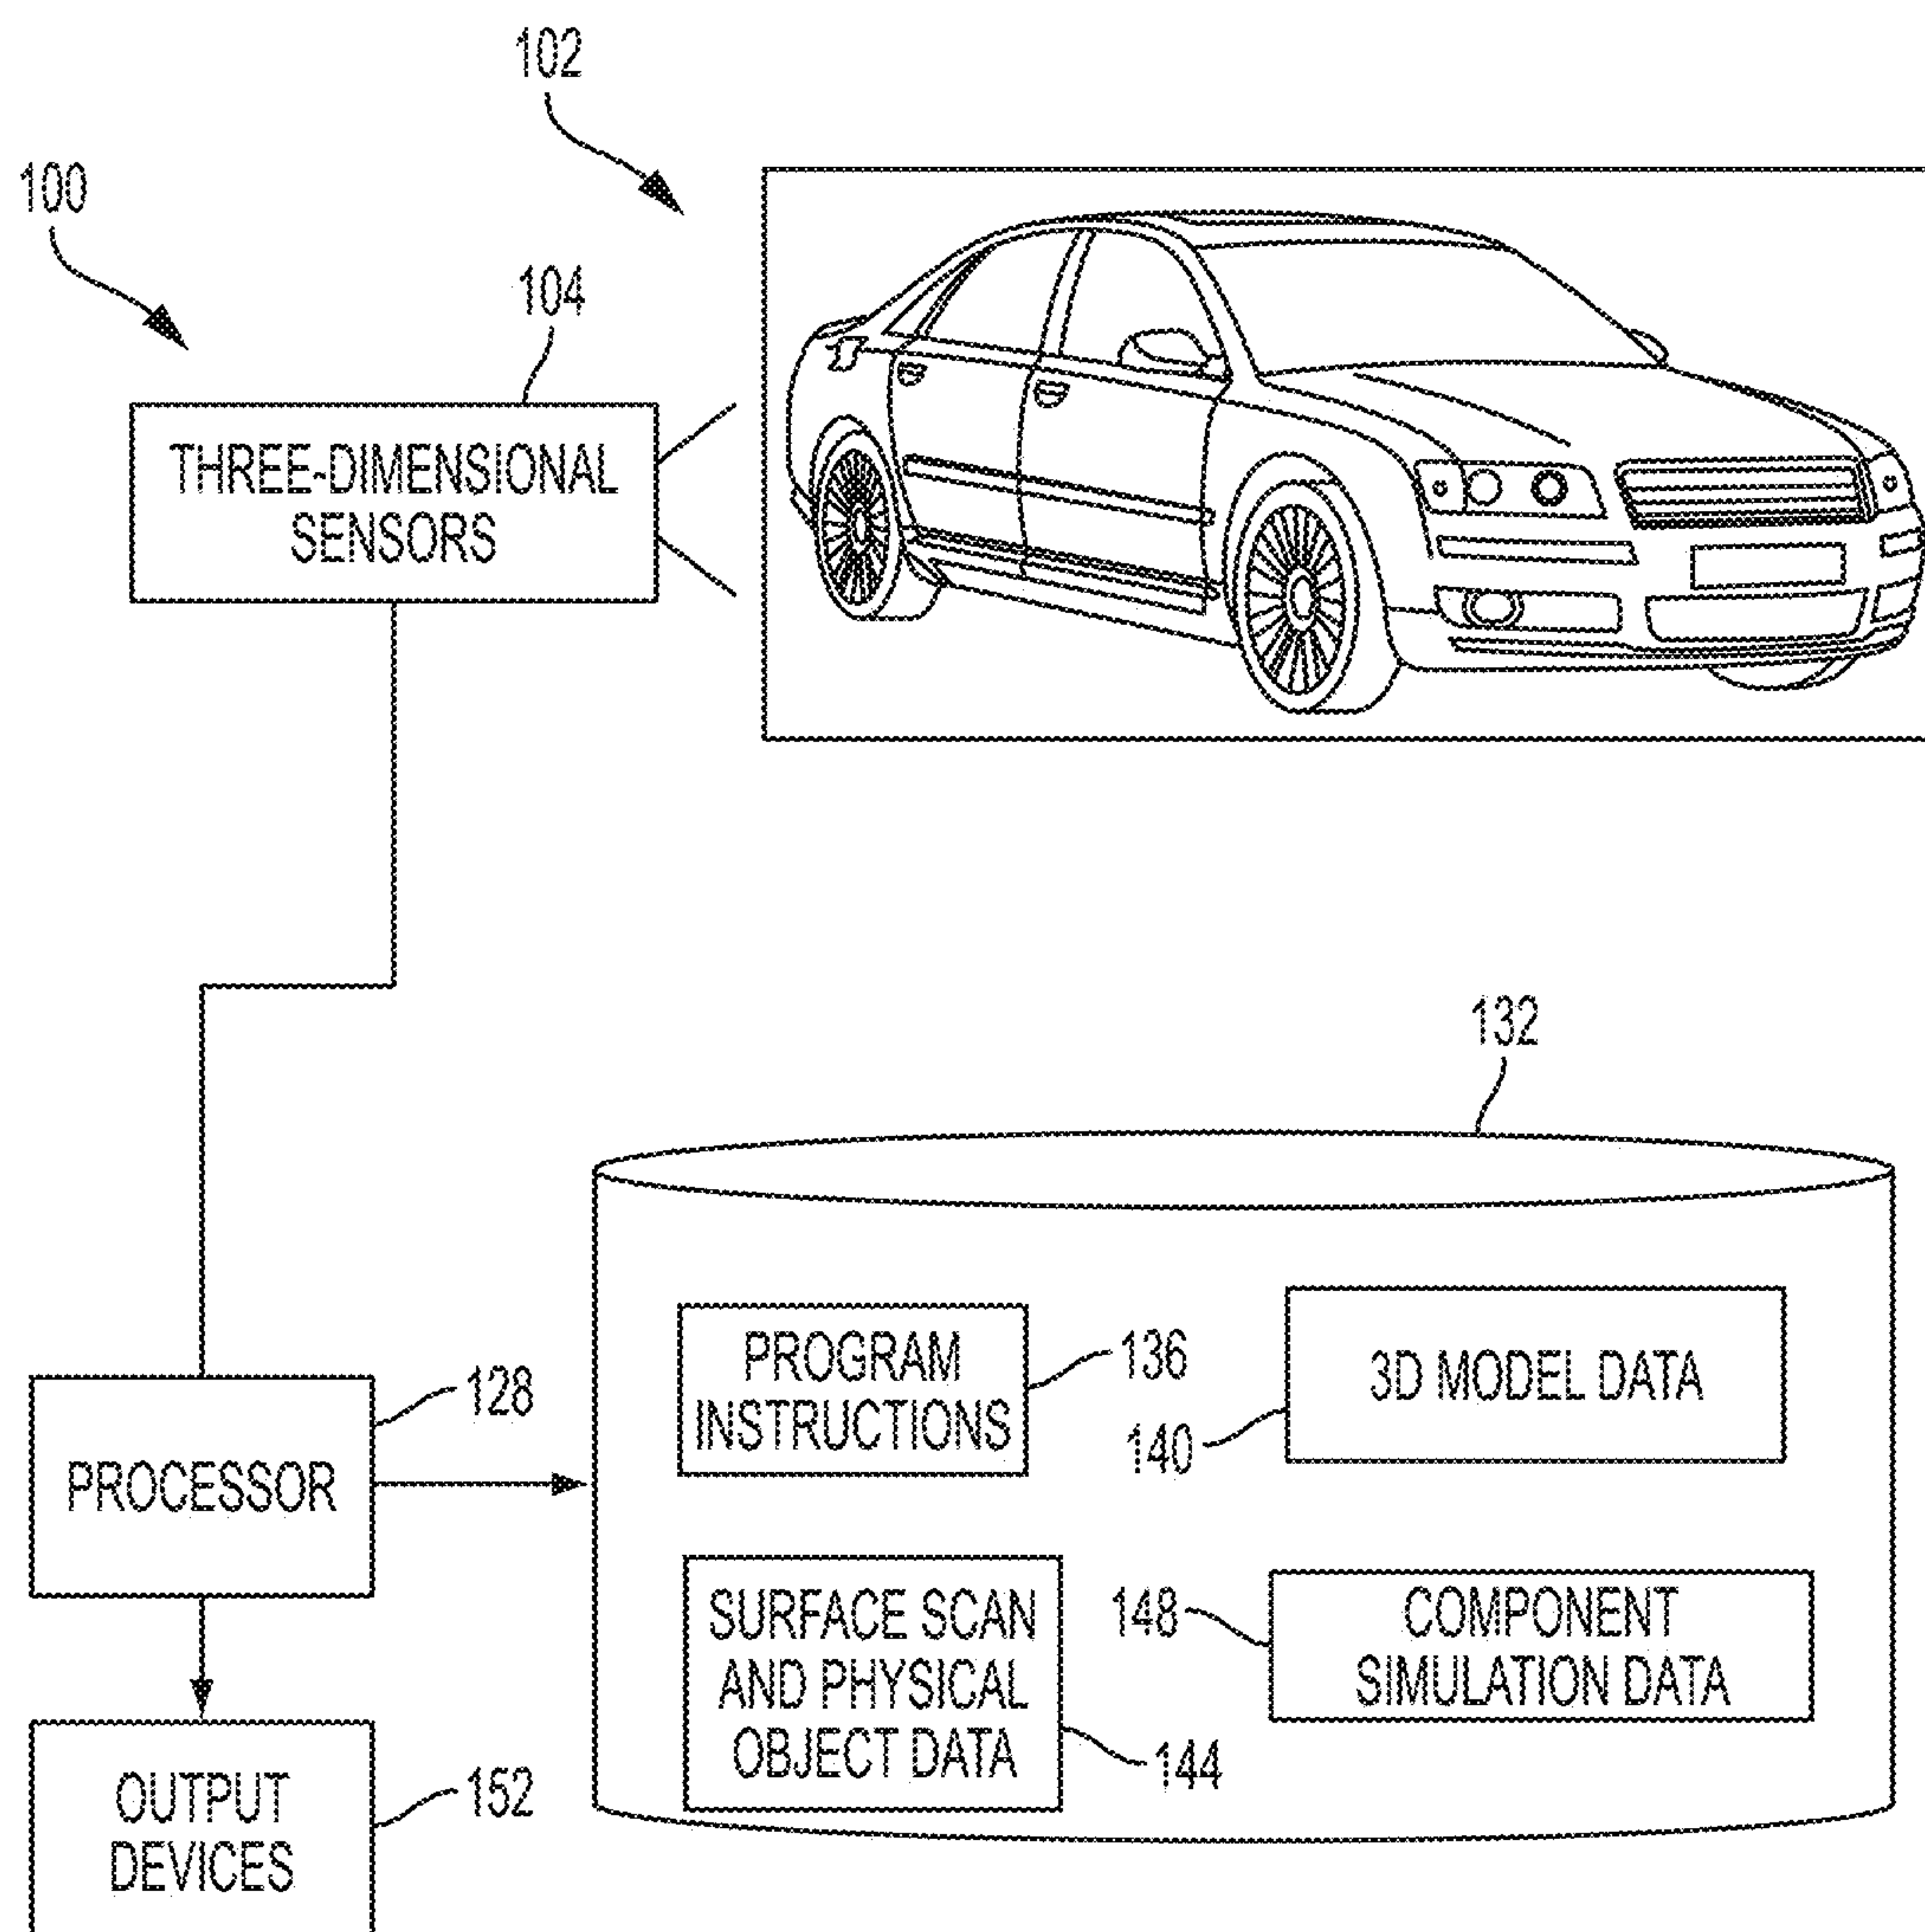 102
100
104
THREE-DIMENSIONAL
SENSORS
132
PROGRAM
INSTRUCTIONS
136
3D MODEL DATA
140
128
PROCESSOR
SURFACE SCAN
AND PHYSICAL
OBJECT DATA
144
148
COMPONENT
SIMULATION DATA
OUTPUT
DEVICES
152